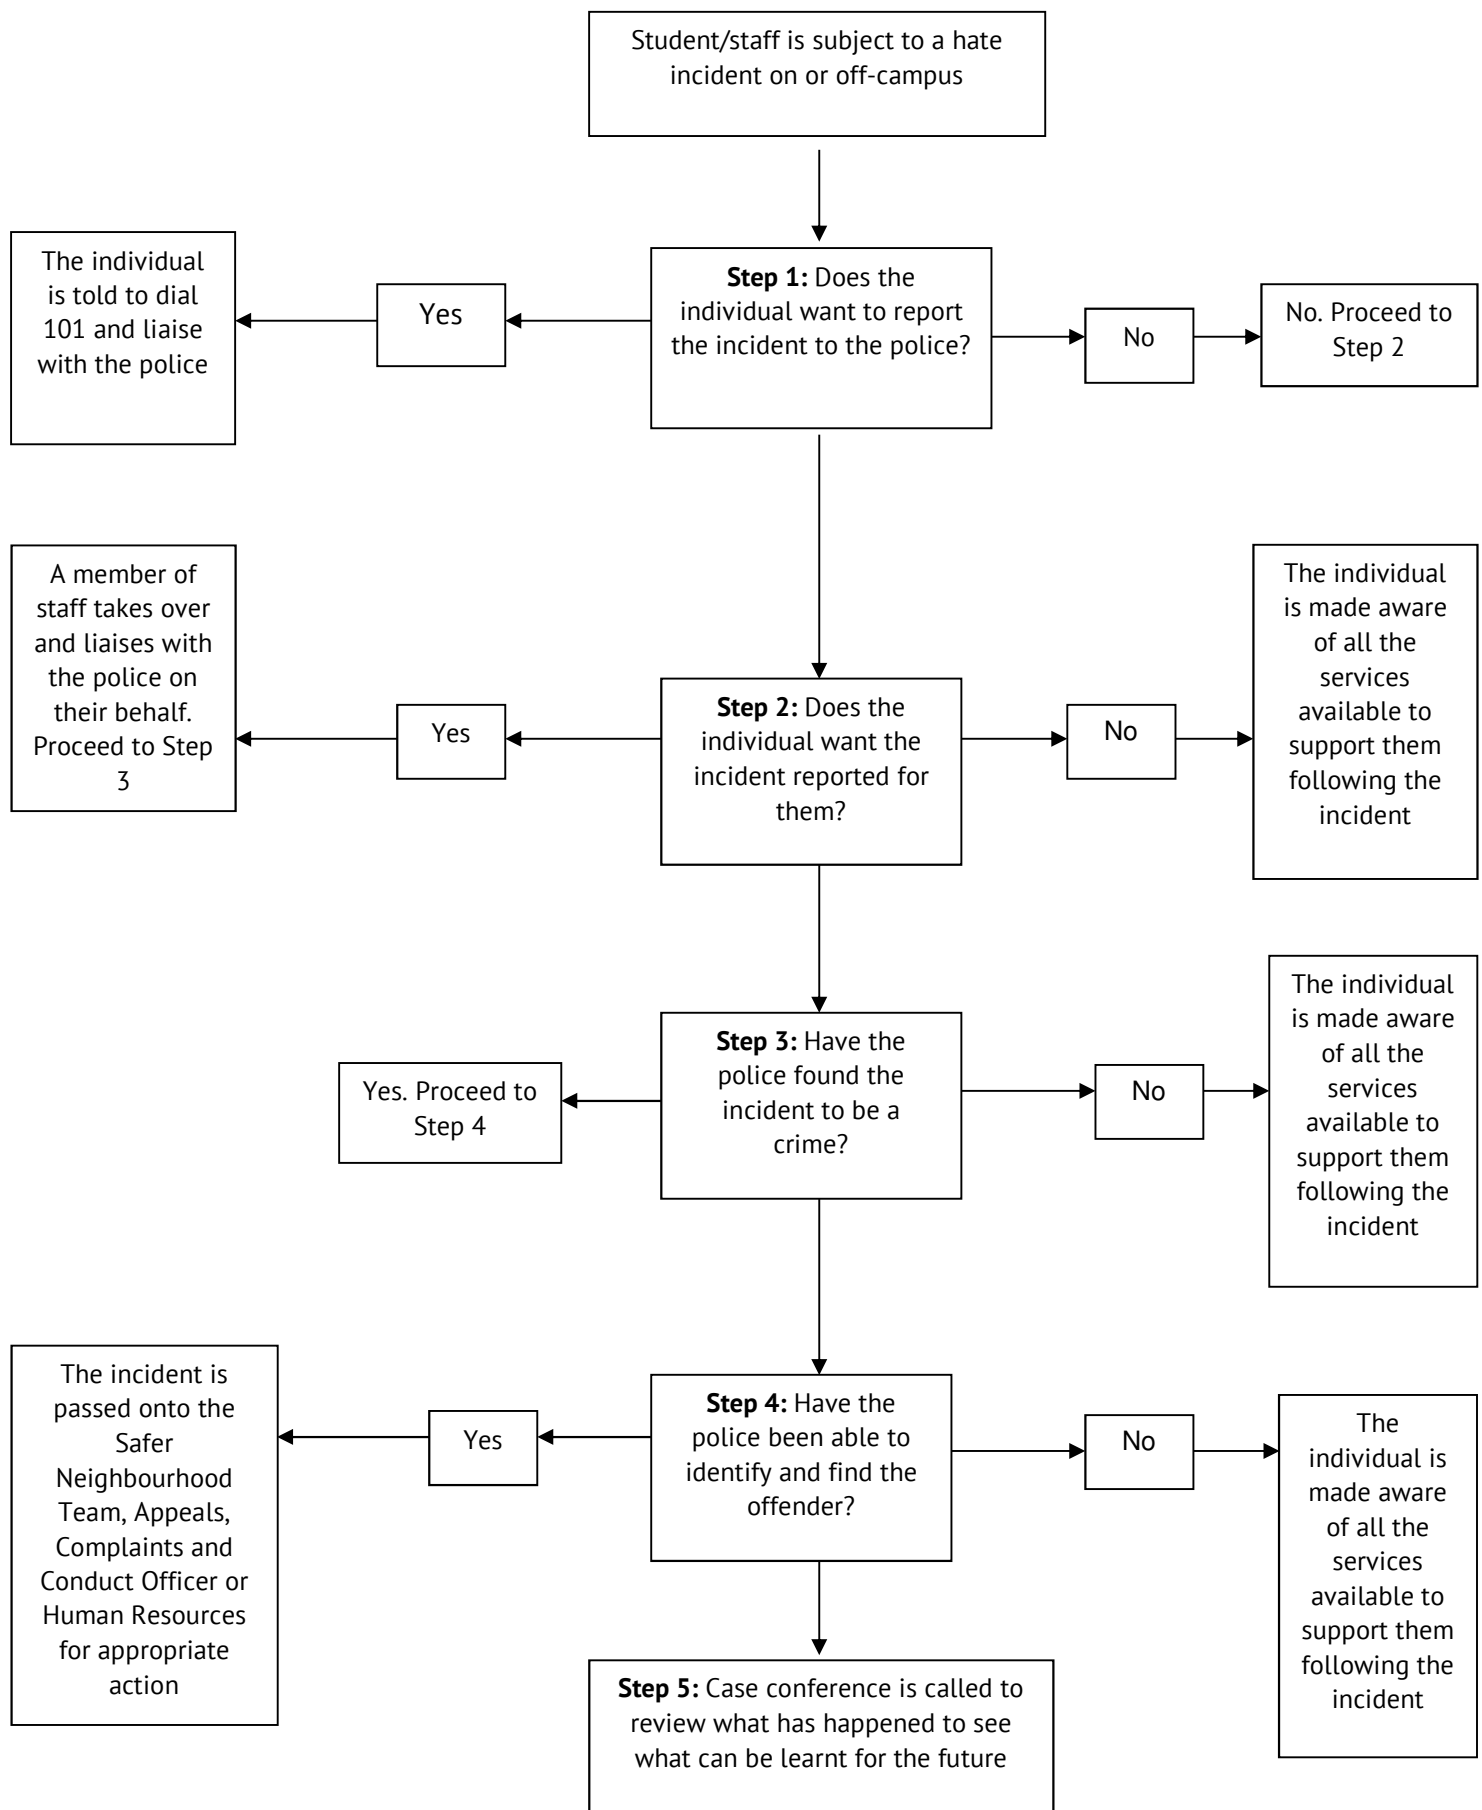 Student/staff is subject to a hate
incident on or off-campus
The individual
is told to dial
101 and liaise
with the police
Yes
Step 1: Does the
individual want to report
the incident to the police?
No
No. Proceed to
Step 2
A member of
staff takes over
and liaises with
the police on
their behalf.
Proceed to Step
3
Yes
Step 2: Does the
individual want the
incident reported for
them?
No
The individual
is made aware
of all the
services
available to
support them
following the
incident
Yes. Proceed to
Step 4
Step 3: Have the
police found the
incident to be a
crime?
No
The individual
is made aware
of all the
services
available to
support them
following the
incident
The incident is
passed onto the
Safer
Neighbourhood
Team, Appeals,
Complaints and
Conduct Officer or
Human Resources
for appropriate
action
Yes
Step 4: Have the
police been able to
identify and find the
offender?
No
The
individual is
made aware
of all the
services
available to
support them
following the
incident
Step 5: Case conference is called to
review what has happened to see
what can be learnt for the future